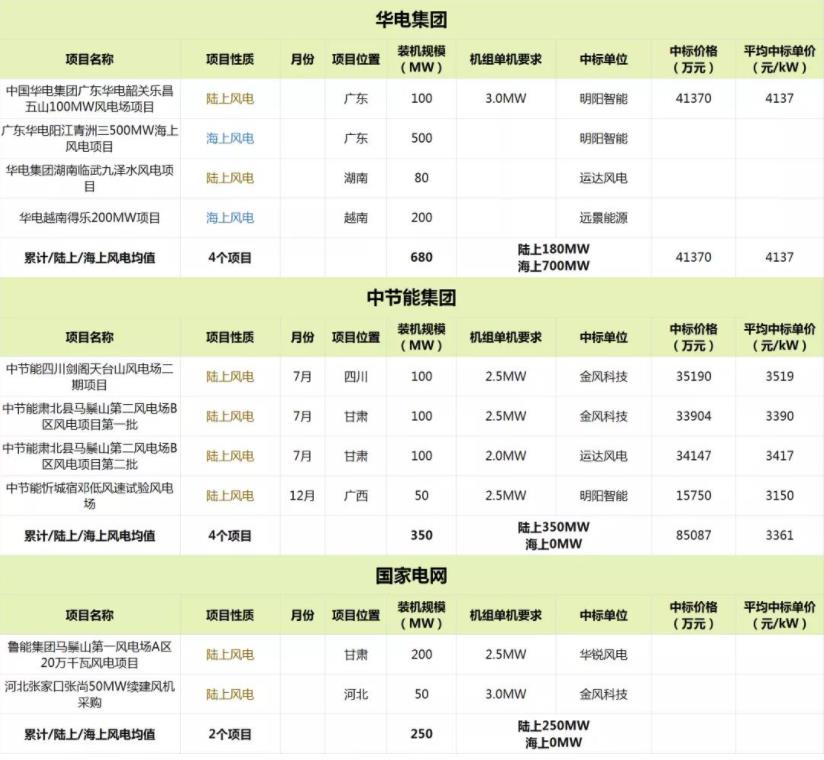 华电集团
项目名称 项目性质 月份 项目位置 装机规模（MW） 机组单机要求 中标单位 中标价格（万元） 平均中标单价（元/kW）
中国华电集团广东华电韶关乐昌五山100MW风电场项目 陆上风电 广东 100 3.0MW 明阳智能 41370 4137
广东华电阳江青洲三500MW海上风电项目 海上风电 广东 500 明阳智能
华电集团湖南临武九泽水风电项目 陆上风电 湖南 80 运达风电
华电越南得乐200MW项目 海上风电 越南 200 远景能源
累计/陆上/海上风电均值 4个项目 680 陆上180MW 海上700MW 41370 4137
中节能集团
项目名称 项目性质 月份 项目位置 装机规模（MW） 机组单机要求 中标单位 中标价格（万元） 平均中标单价（元/kW）
中节能四川剑阁天台山风电场二期项目 陆上风电 7月 四川 100 2.5MW 金风科技 35190 3519
中节能肃北县马鬃山第二风电场B区风电项目第一批 陆上风电 7月 甘肃 100 2.5MW 金风科技 33904 3390
中节能肃北县马鬃山第二风电场B区风电项目第二批 陆上风电 7月 甘肃 100 2.0MW 运达风电 34147 3417
中节能忻城宿邓低风速试验风电场 陆上风电 12月 广西 50 2.5MW 明阳智能 15750 3150
累计/陆上/海上风电均值 4个项目 350 陆上350MW 海上0MW 85087 3361
国家电网
项目名称 项目性质 月份 项目位置 装机规模（MW） 机组单机要求 中标单位 中标价格（万元） 平均中标单价（元/kW）
鲁能集团马鬃山第一风电场A区20万千瓦风电项目 陆上风电 甘肃 200 2.5MW 华锐风电
河北张家口张尚50MW续建风机采购 陆上风电 河北 50 3.0MW 金风科技
累计/陆上/海上风电均值 2个项目 250 陆上250MW 海上0MW